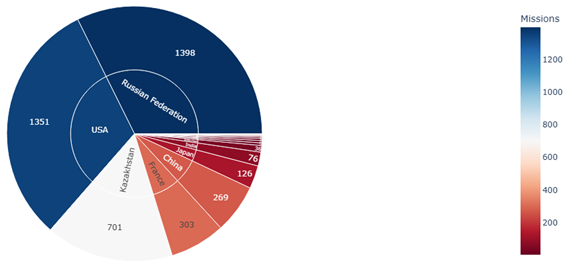 Missions
1398
1351
Russian Federation
USA
Kazakhstan
France
China
Japan
701
303
269
126
76
1200
1000
800
600
400
200